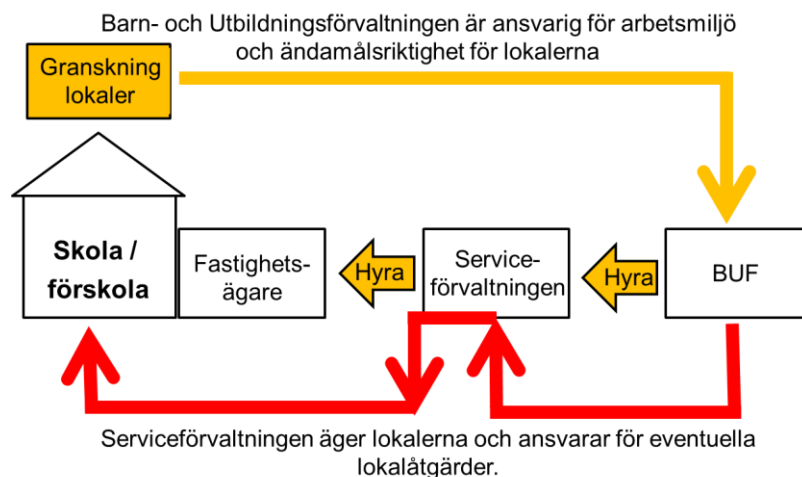 Barn- och Utbildningsförvaltningen är ansvarig för arbetsmiljö
och ändamålsriktighet för lokalerna
Granskning
lokaler
Skola /
förskola
Fastighets-
ägare
Hyra
Service-
förvaltningen
Hyra
BUF
Serviceförvaltningen äger lokalerna och ansvarar för eventuella
lokalåtgärder.